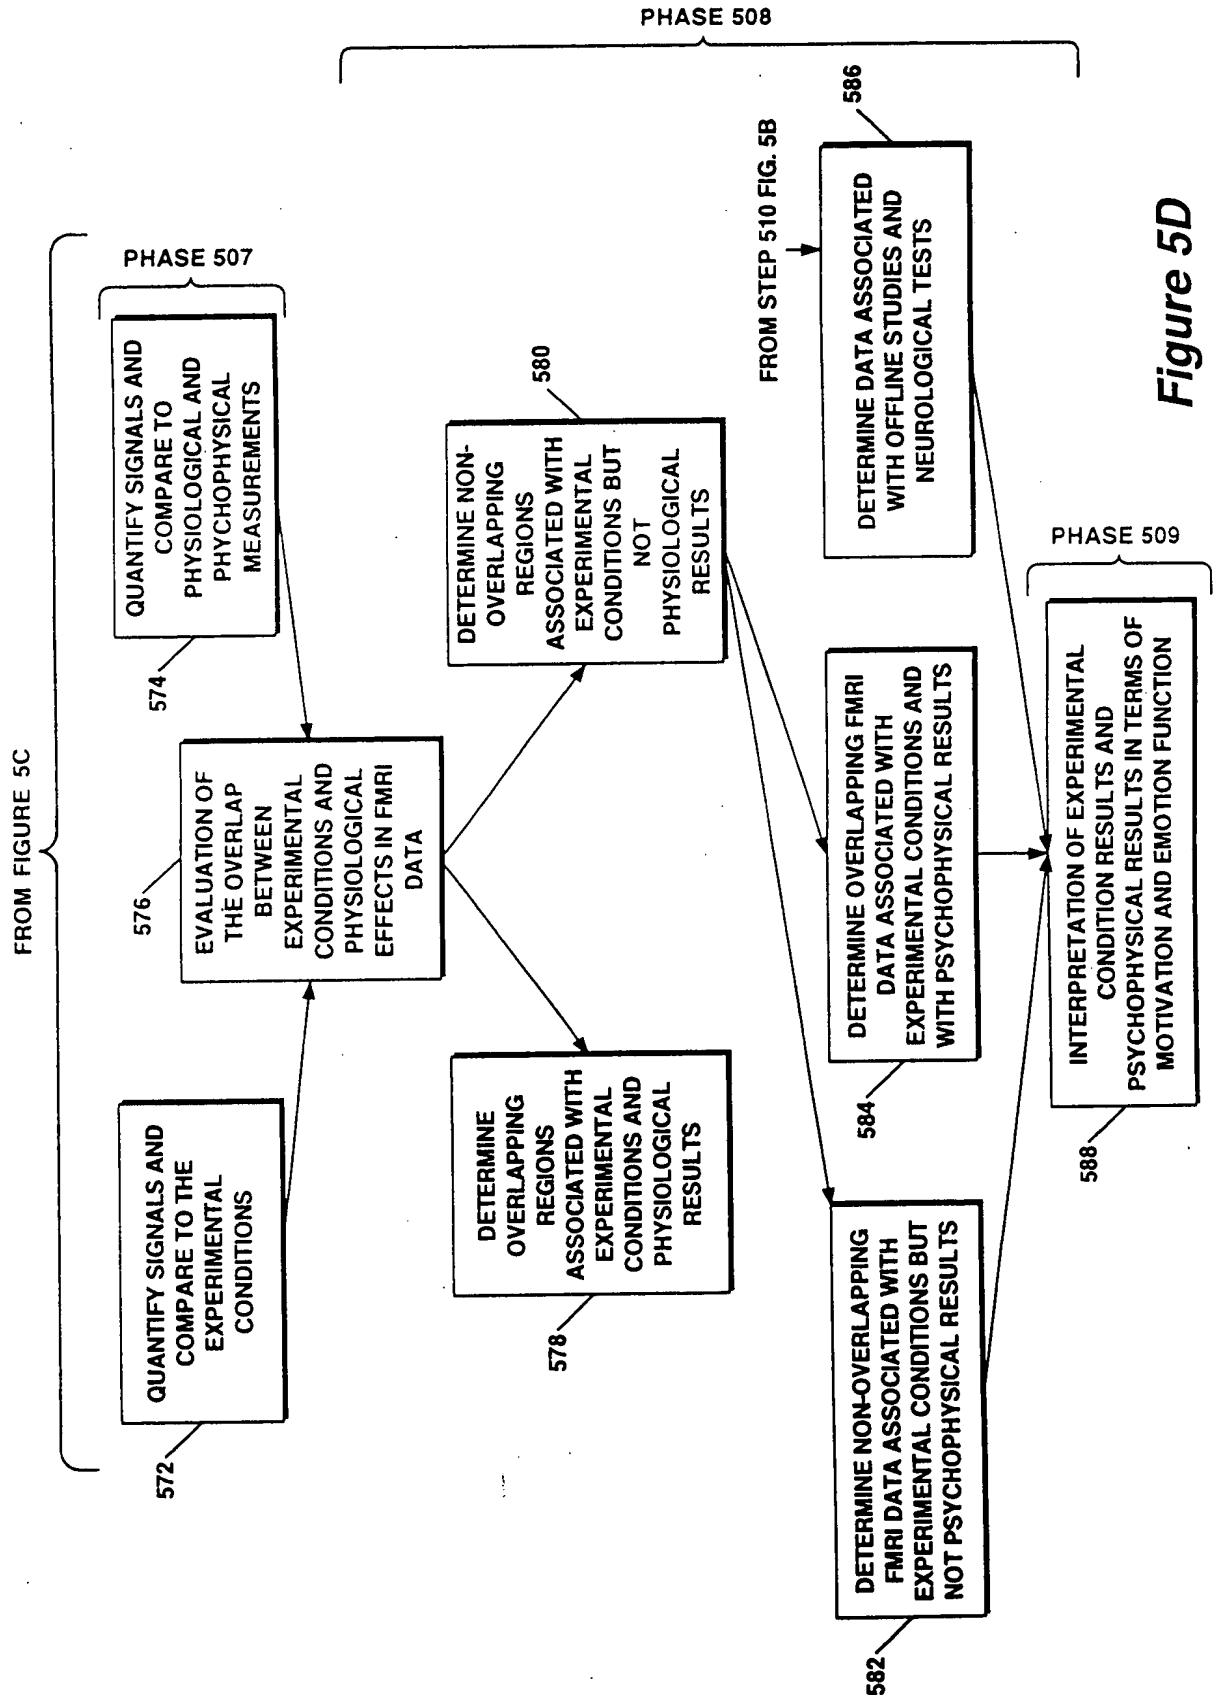 FROM FIGURE 5C
PHASE 507
572
QUANTIFY SIGNALS AND
COMPARE TO THE
EXPERIMENTAL
CONDITIONS
574
QUANTIFY SIGNALS AND
COMPARE TO
PHYSIOLOGICAL AND
PHYCHOPHYSICAL
MEASUREMENTS
576
EVALUATION OF
THE OVERLAP
BETWEEN
EXPERIMENTAL
CONDITIONS AND
PHYSIOLOGICAL
EFFECTS IN FMRI
DATA
PHASE 508
578
DETERMINE
OVERLAPPING
REGIONS
ASSOCIATED WITH
EXPERIMENTAL
CONDITIONS AND
PHYSIOLOGICAL
RESULTS
580
DETERMINE NON-
OVERLAPPING
REGIONS
ASSOCIATED WITH
EXPERIMENTAL
CONDITIONS BUT
NOT
PHYSIOLOGICAL
RESULTS
FROM STEP 510 FIG. 5B
582
DETERMINE NON-OVERLAPPING
FMRI DATA ASSOCIATED WITH
EXPERIMENTAL CONDITIONS BUT
NOT PSYCHOPHYSICAL RESULTS
584
DETERMINE OVERLAPPING FMRI
DATA ASSOCIATED WITH
EXPERIMENTAL CONDITIONS AND
WITH PSYCHOPHYSICAL RESULTS
586
DETERMINE DATA ASSOCIATED
WITH OFFLINE STUDIES AND
NEUROLOGICAL TESTS
PHASE 509
588
INTERPRETATION OF EXPERIMENTAL
CONDITION RESULTS AND
PSYCHOPHYSICAL RESULTS IN TERMS OF
MOTIVATION AND EMOTION FUNCTION
Figure 5D